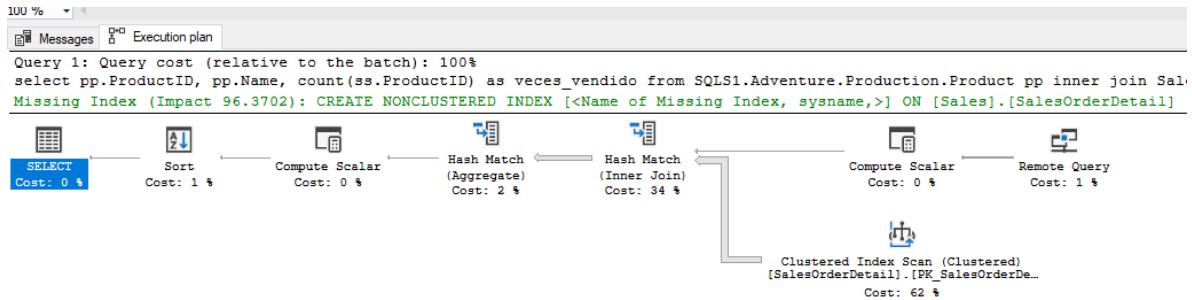 100 %
Messages Execution plan
Query 1: Query cost (relative to the batch): 100%
select pp.ProductID, pp.Name, count(ss.ProductID) as veces_vendido from SQLS1.Adventure.Production.Product pp inner join Sal
Missing Index (Impact 96.3702): CREATE NONCLUSTERED INDEX [<Name of Missing Index, sysname,>] ON [Sales].[SalesOrderDetail]
SELECT
Cost: 0 %
Sort
Cost: 1 %
Compute Scalar
Cost: 0 %
Hash Match
(Aggregate)
Cost: 2 %
Hash Match
(Inner Join)
Cost: 34 %
Compute Scalar
Cost: 0 %
Remote Query
Cost: 1 %
Clustered Index Scan (Clustered)
[SalesOrderDetail].[PK_SalesOrderDe…
Cost: 62 %